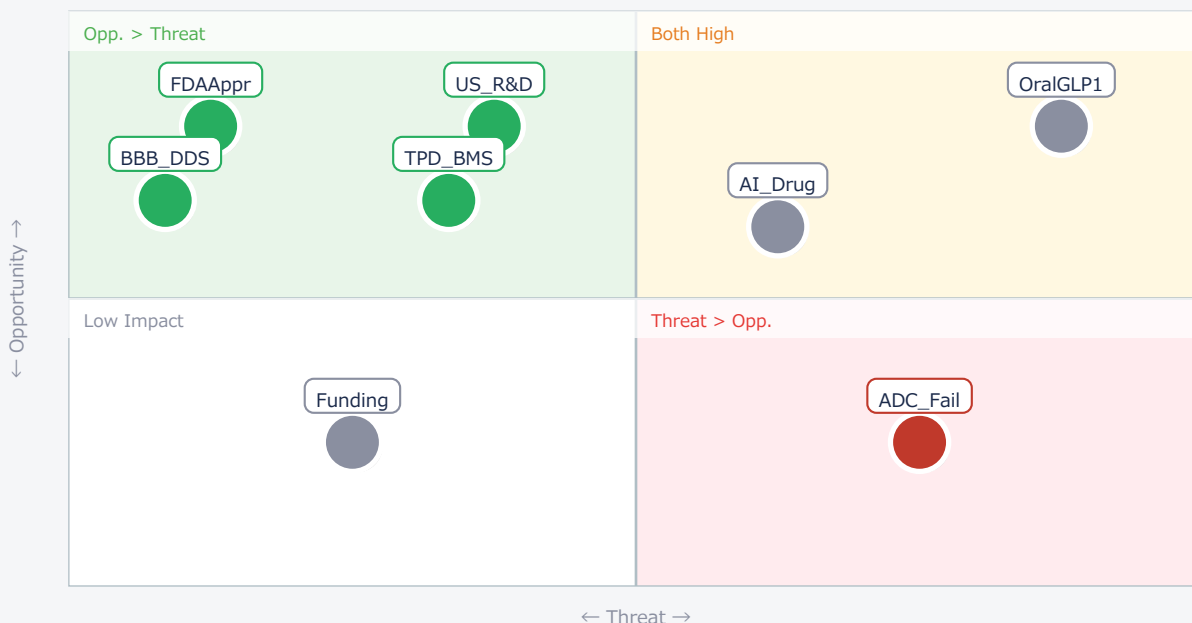 Opp. > Threat
Both High
FDAAppr
US_R&D
OralGLP1
BBB_DDS
TPD_BMS
AI_Drug
← Opportunity →
Low Impact
Threat > Opp.
Funding
ADC_Fail
← Threat →